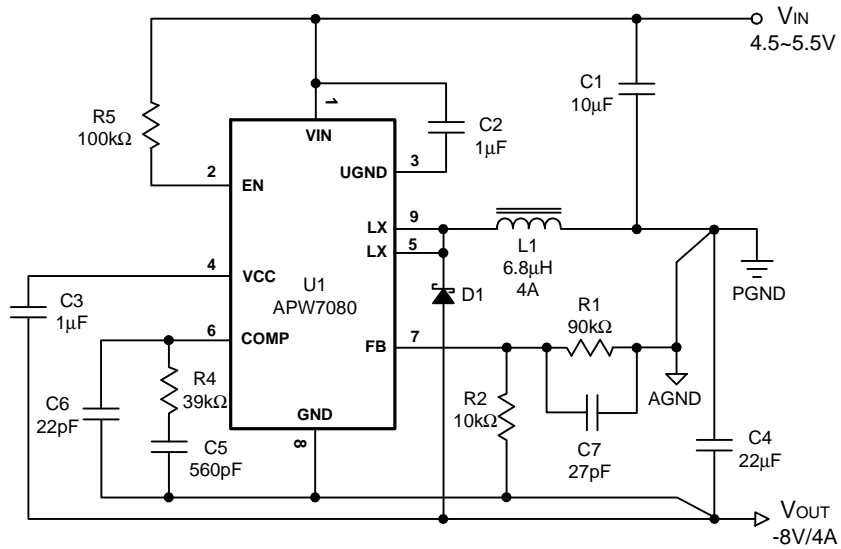 VIN
4.5~5.5V
C1
10μF
R5
100kΩ
1
VIN
C2
1μF
2
EN
3
UGND
9
LX
5
LX
L1
6.8μH
4A
PGND
4
VCC
U1
APW7080
D1
C3
1μF
6
COMP
7
FB
R1
90kΩ
AGND
R4
39kΩ
C6
22pF
R2
10kΩ
GND
8
C5
560pF
C7
27pF
C4
22μF
VOUT
-8V/4A